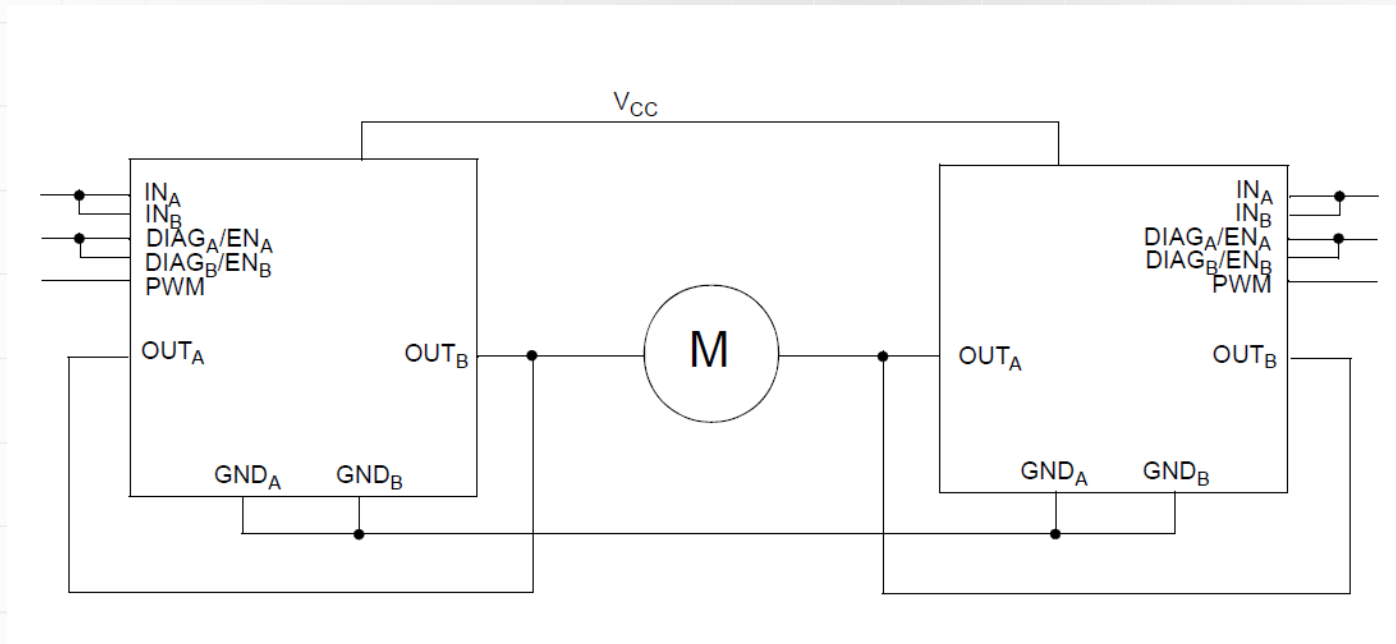 VCC
INA
INB
DIAGA/ENA
DIAGB/ENB
PWM
OUTA
OUTB
GNDA
GNDB
M
INA
INB
DIAGA/ENA
DIAGB/ENB
PWM
OUTA
OUTB
GNDA
GNDB